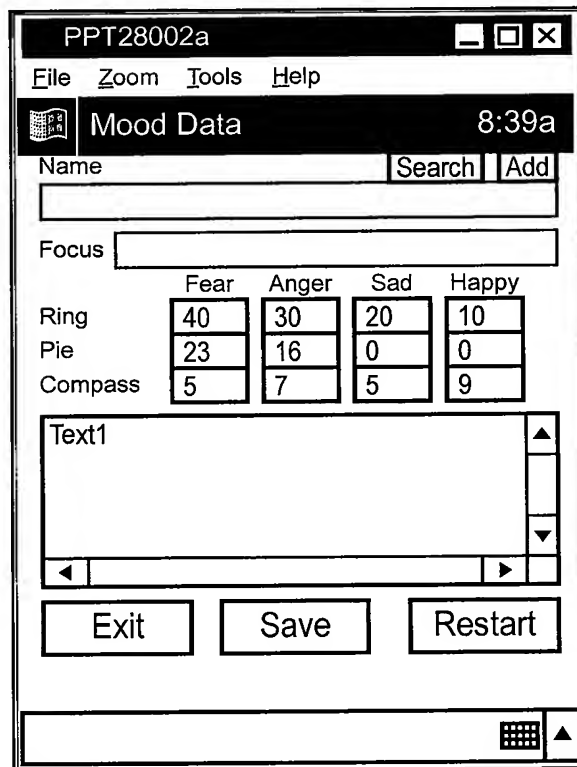 PPT28002a
File Zoom Tools Help
Mood Data 8:39a
Name Search Add
Focus
Fear Anger Sad Happy
Ring 40 30 20 10
Pie 23 16 0 0
Compass 5 7 5 9
Text1
Exit Save Restart